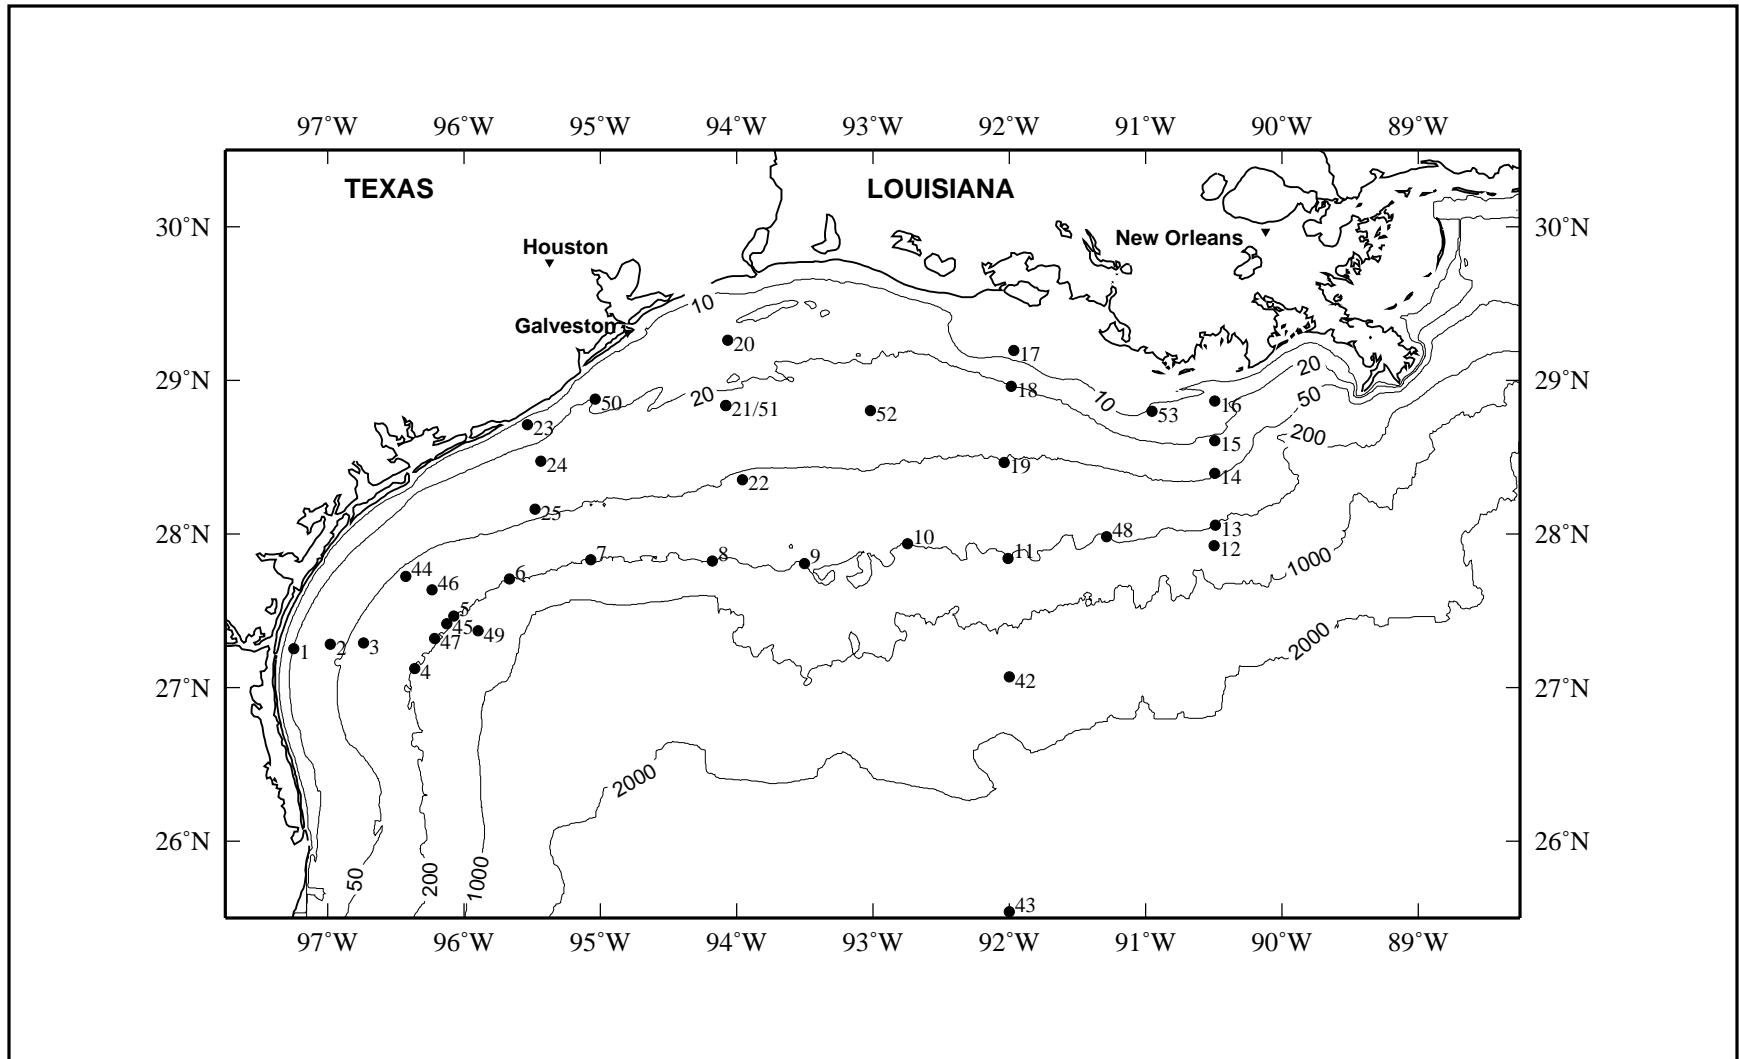 97°W 96°W 95°W 94°W 93°W 92°W 91°W 90°W 89°W
TEXAS LOUISIANA
30°N 30°N
New Orleans
Houston
10
Galveston
20 17
20
29°N 29°N
18
20 10 50
50 21/51 52 53 16
23 200
15
24 19
22 14
25
28°N 13 28°N
10 48
7 8 9 11 12
6 1000
44
46
5
45 49
47
2000
1 2 3
4 42
27°N 27°N
2000
26°N 26°N
50 200 1000
43
97°W 96°W 95°W 94°W 93°W 92°W 91°W 90°W 89°W